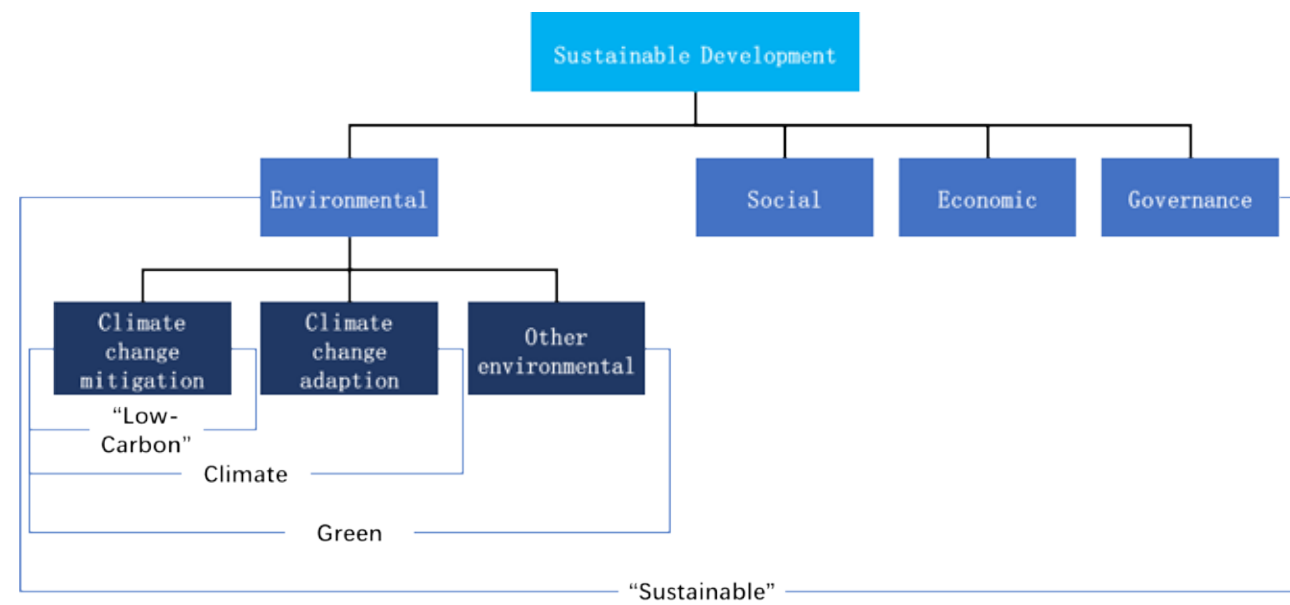 Sustainable Development
Environmental
Social
Economic
Governance
Climate
change
mitigation
Climate
change
adaption
Other
environmental
“Low-
Carbon”
Climate
Green
“Sustainable”